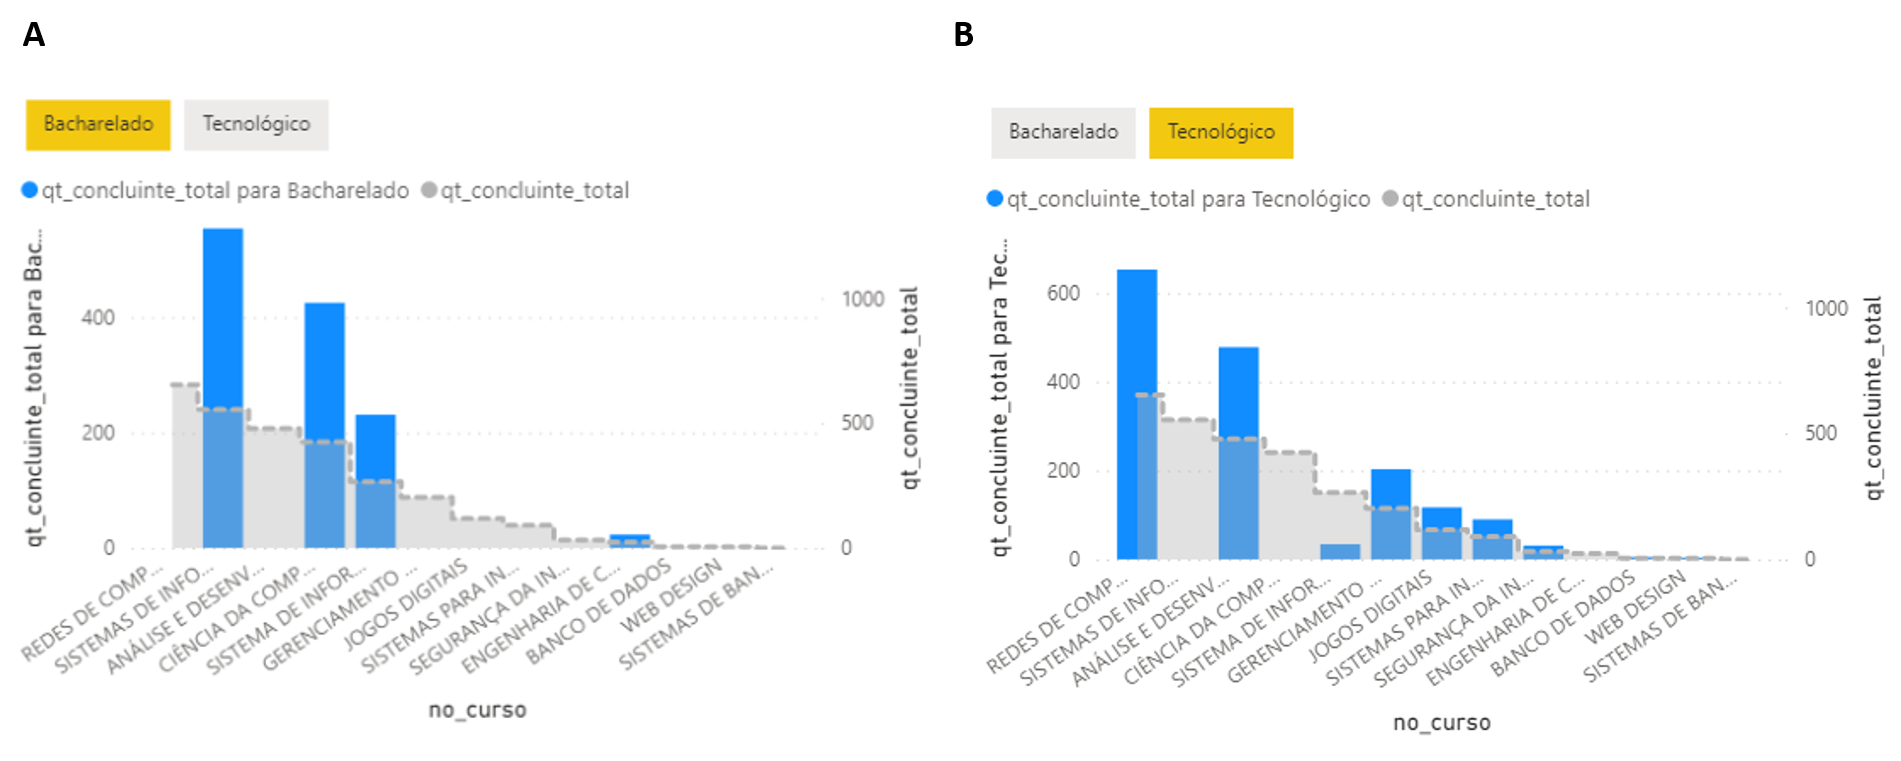 A
Bacharelado
Tecnológico
qt_concluinte_total para Bacharelado
qt_concluinte_total
qt_concluinte_total para Bac...
400
200
0
1000
500
0
qt_concluinte_total
REDES DE COMP...
SISTEMAS DE INFO...
ANÁLISE E DESENV...
CIÊNCIA DA COMP...
SISTEMA DE INFOR...
GERENCIAMENTO ...
JOGOS DIGITAIS
SISTEMAS PARA IN...
SEGURANÇA DA IN...
ENGENHARIA DE C...
BANCO DE DADOS
WEB DESIGN
SISTEMAS DE BAN...
no_curso
B
Bacharelado
Tecnológico
qt_concluinte_total para Tecnológico
qt_concluinte_total
qt_concluinte_total para Tec...
600
400
200
0
1000
500
0
qt_concluinte_total
REDES DE COMP...
SISTEMAS DE INFO...
ANÁLISE E DESENV...
CIÊNCIA DA COMP...
SISTEMA DE INFOR...
GERENCIAMENTO ...
JOGOS DIGITAIS
SISTEMAS PARA IN...
SEGURANÇA DA IN...
ENGENHARIA DE C...
BANCO DE DADOS
WEB DESIGN
SISTEMAS DE BAN...
no_curso